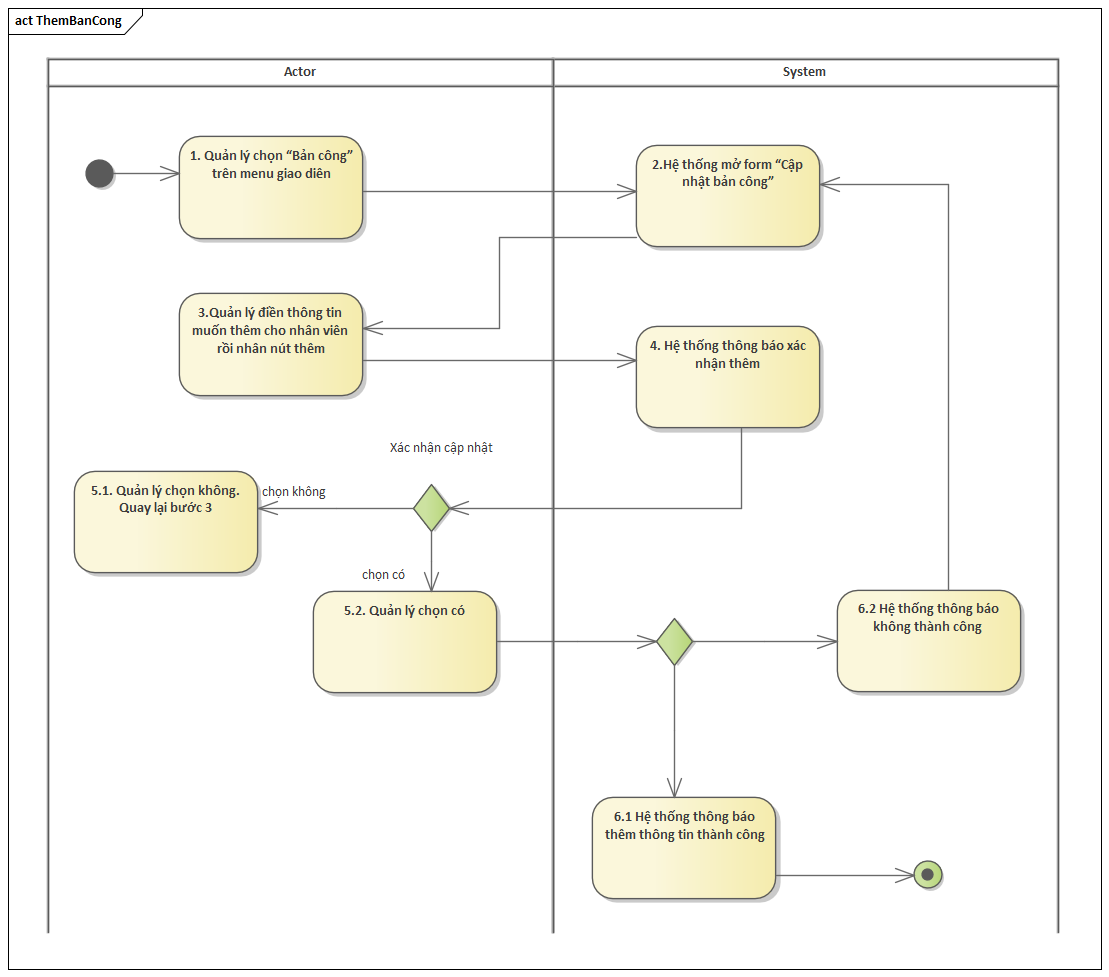 act ThemBanCong
Actor
System
1. Quản lý chọn “Bản công”
trên menu giao diên
2.Hệ thống mở form “Cập
nhật bản công”
3.Quản lý điền thông tin
muốn thêm cho nhân viên
rồi nhân nút thêm
4. Hệ thống thông báo xác
nhận thêm
Xác nhận cập nhật
5.1. Quản lý chọn không.
Quay lại bước 3
chọn không
chọn có
5.2. Quản lý chọn có
6.2 Hệ thống thông báo
không thành công
6.1 Hệ thống thông báo
thêm thông tin thành công